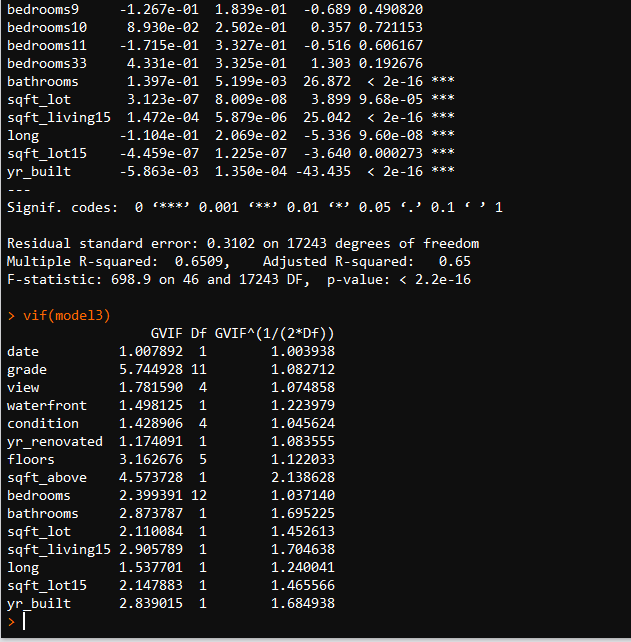 bedrooms9 -1.267e-01 1.839e-01 -0.689 0.490820
bedrooms10 8.930e-02 2.502e-01 0.357 0.721153
bedrooms11 -1.715e-01 3.327e-01 -0.516 0.606167
bedrooms33 4.331e-01 3.325e-01 1.303 0.192676
bathrooms 1.397e-01 5.199e-03 26.872 < 2e-16 ***
sqft_lot 3.123e-07 8.009e-08 3.899 9.68e-05 ***
sqft_living15 1.472e-04 5.879e-06 25.042 < 2e-16 ***
long -1.104e-01 2.069e-02 -5.336 9.60e-08 ***
sqft_lot15 -4.459e-07 1.225e-07 -3.640 0.000273 ***
yr_built -5.863e-03 1.350e-04 -43.435 < 2e-16 ***
---
Signif. codes: 0 ‘***’ 0.001 ‘**’ 0.01 ‘*’ 0.05 ‘.’ 0.1 ‘ ’ 1
Residual standard error: 0.3102 on 17243 degrees of freedom
Multiple R-squared: 0.6509, Adjusted R-squared: 0.65
F-statistic: 698.9 on 46 and 17243 DF, p-value: < 2.2e-16
> vif(model3)
GVIF Df GVIF^(1/(2*Df))
date 1.007892 1 1.003938
grade 5.744928 11 1.082712
view 1.781590 4 1.074858
waterfront 1.498125 1 1.223979
condition 1.428906 4 1.045624
yr_renovated 1.174091 1 1.083555
floors 3.162676 5 1.122033
sqft_above 4.573728 1 2.138628
bedrooms 2.399391 12 1.037140
bathrooms 2.873787 1 1.695225
sqft_lot 2.110084 1 1.452613
sqft_living15 2.905789 1 1.704638
long 1.537701 1 1.240041
sqft_lot15 2.147883 1 1.465566
yr_built 2.839015 1 1.684938
>